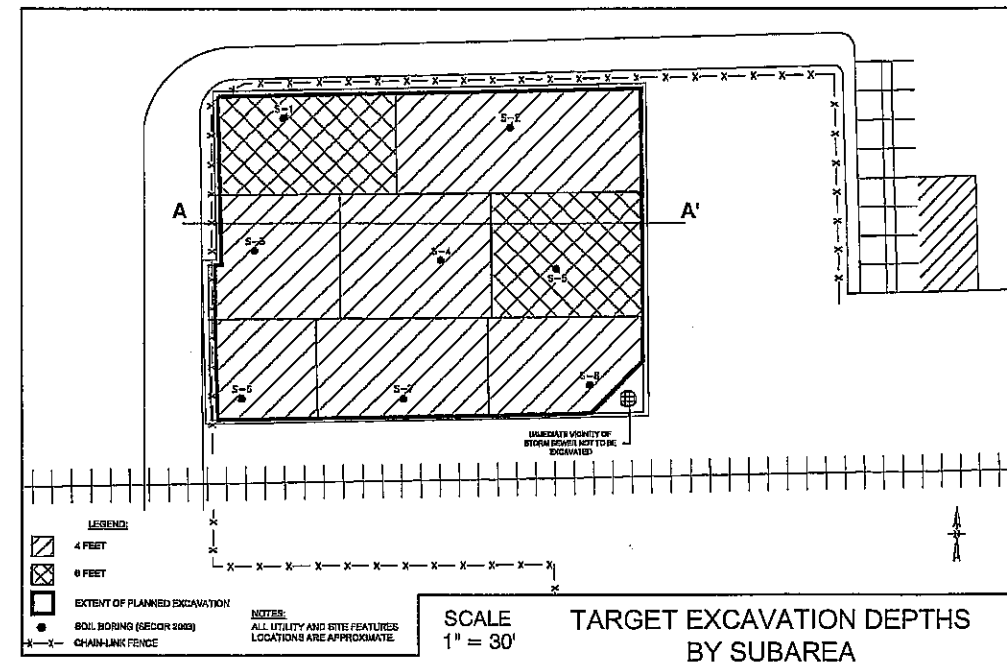 S-1
S-2
A
A'
S-3
S-4
S-5
S-6
S-7
S-8
IMMEDIATE VICINITY OF
STORM SEWER NOT TO BE
EXCAVATED
N
LEGEND:
4 FEET
6 FEET
EXTENT OF PLANNED EXCAVATION
SOIL BORING (SECOR 2003)
CHAIN-LINK FENCE
NOTES:
ALL UTILITY AND SITE FEATURES
LOCATIONS ARE APPROXIMATE.
SCALE
1" = 30'
TARGET EXCAVATION DEPTHS
BY SUBAREA